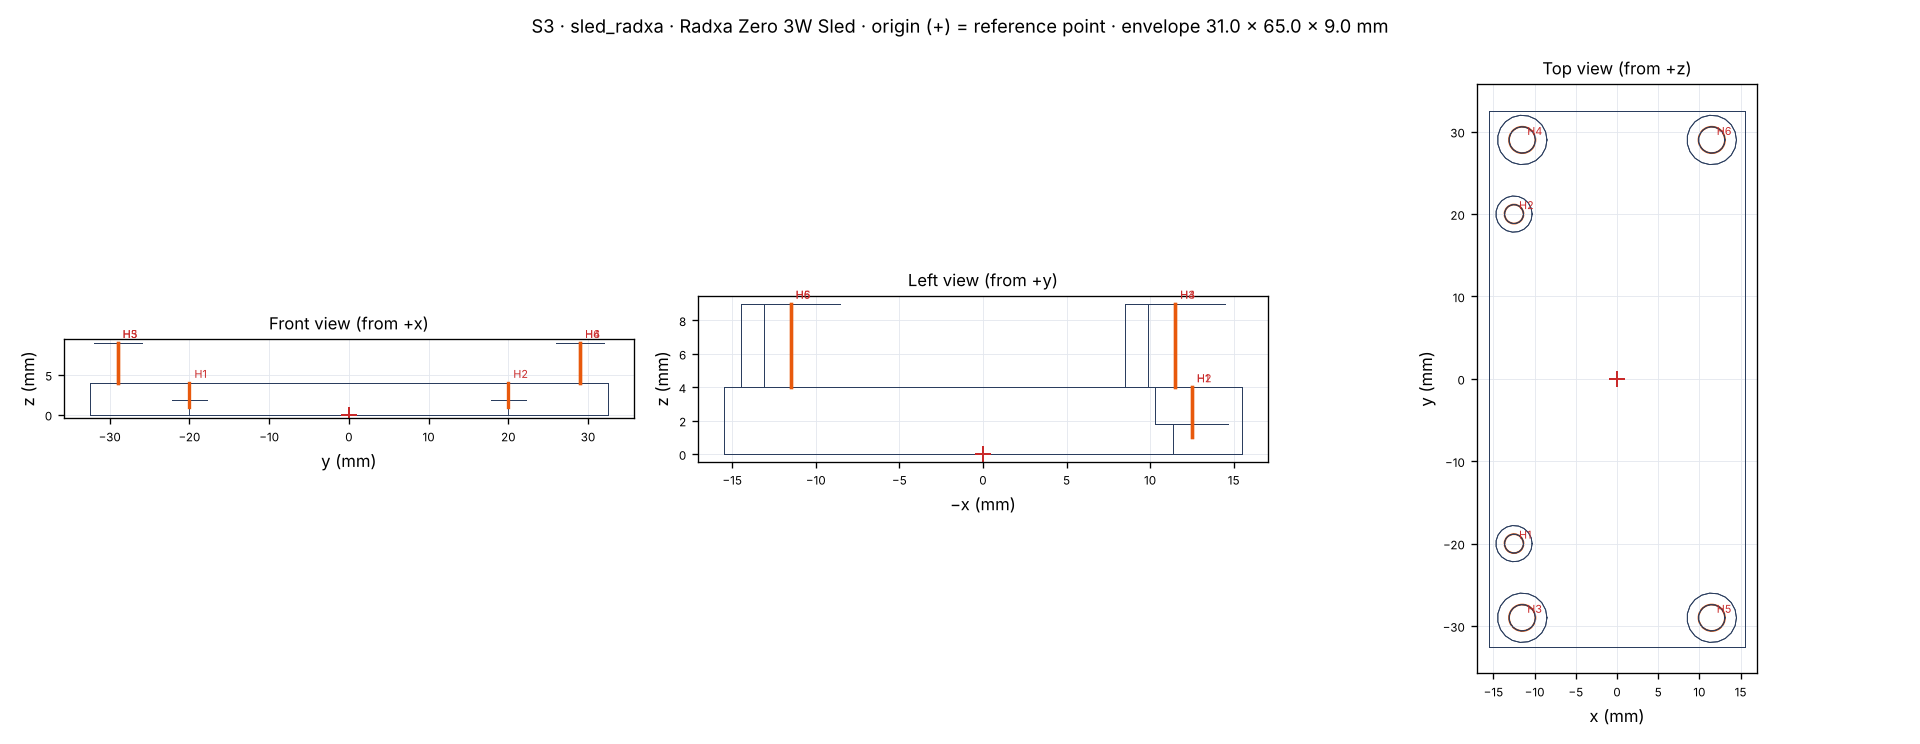 S3 · sled_radxa · Radxa Zero 3W Sled · origin (+) = reference point · envelope 31.0 × 65.0 × 9.0 mm
Front view (from +x)
H1
H2
z (mm)
5
0
−30
−20
−10
0
10
20
30
y (mm)
Left view (from +y)
z (mm)
8
6
4
2
0
−15
−10
−5
0
5
10
15
−x (mm)
Top view (from +z)
H4
H6
H2
H1
H3
H5
y (mm)
30
20
10
0
−10
−20
−30
−15
−10
−5
0
5
10
15
x (mm)